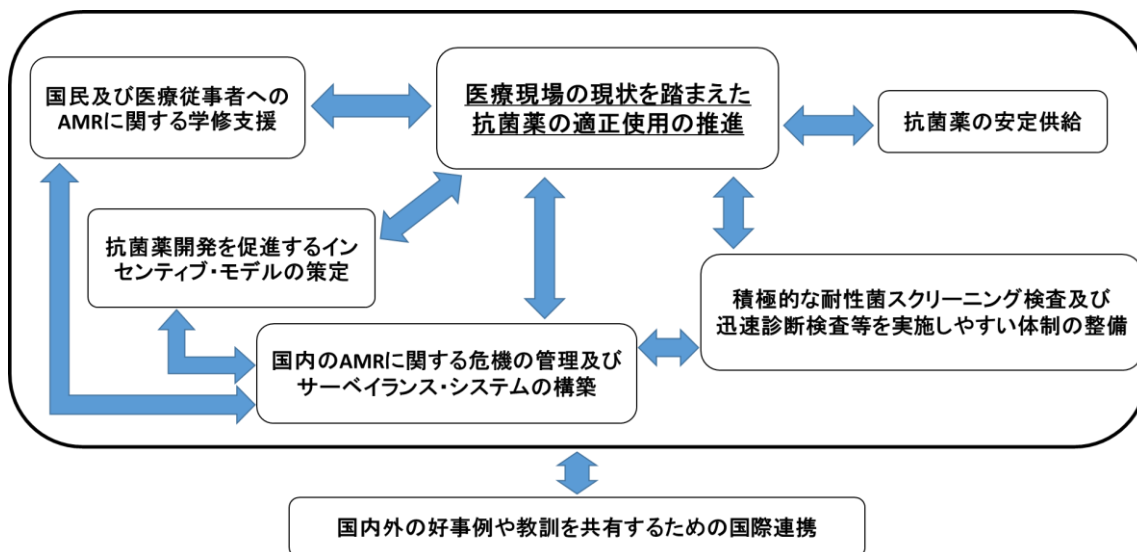 国民及び医療従事者への
AMRに関する学修支援
医療現場の現状を踏まえた
抗菌薬の適正使用の推進
抗菌薬の安定供給
抗菌薬開発を促進するイン
センティブ・モデルの策定
積極的な耐性菌スクリーニング検査及び
迅速診断検査等を実施しやすい体制の整備
国内のAMRに関する危機の管理及び
サーベイランス・システムの構築
国内外の好事例や教訓を共有するための国際連携